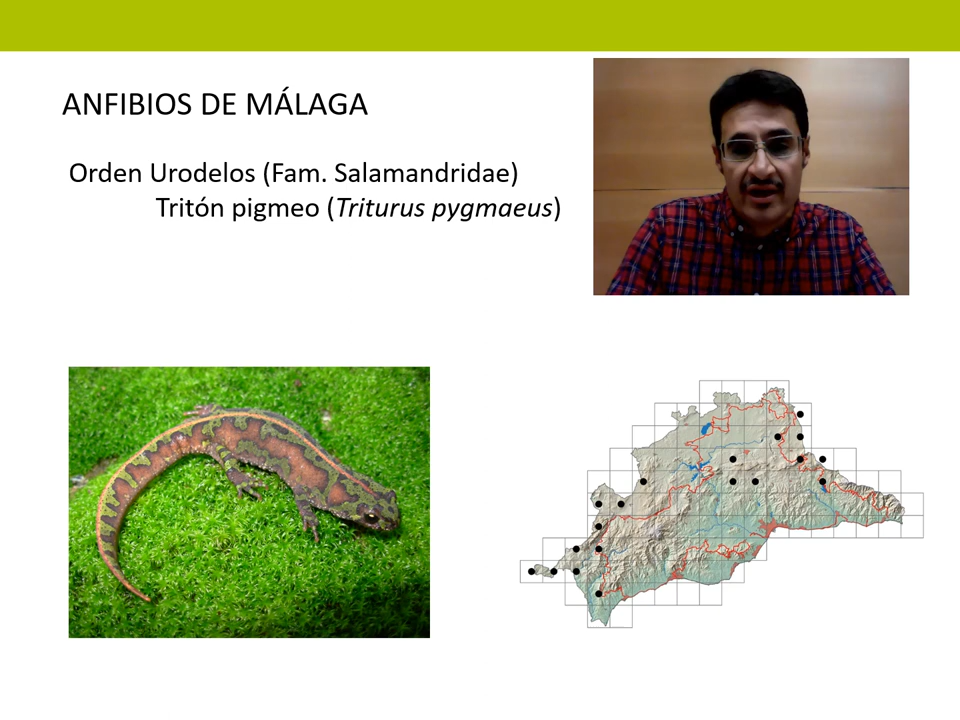 ANFIBIOS DE MÁLAGA
Orden Urodelos (Fam. Salamandridae)
Tritón pigmeo (Triturus pygmaeus)